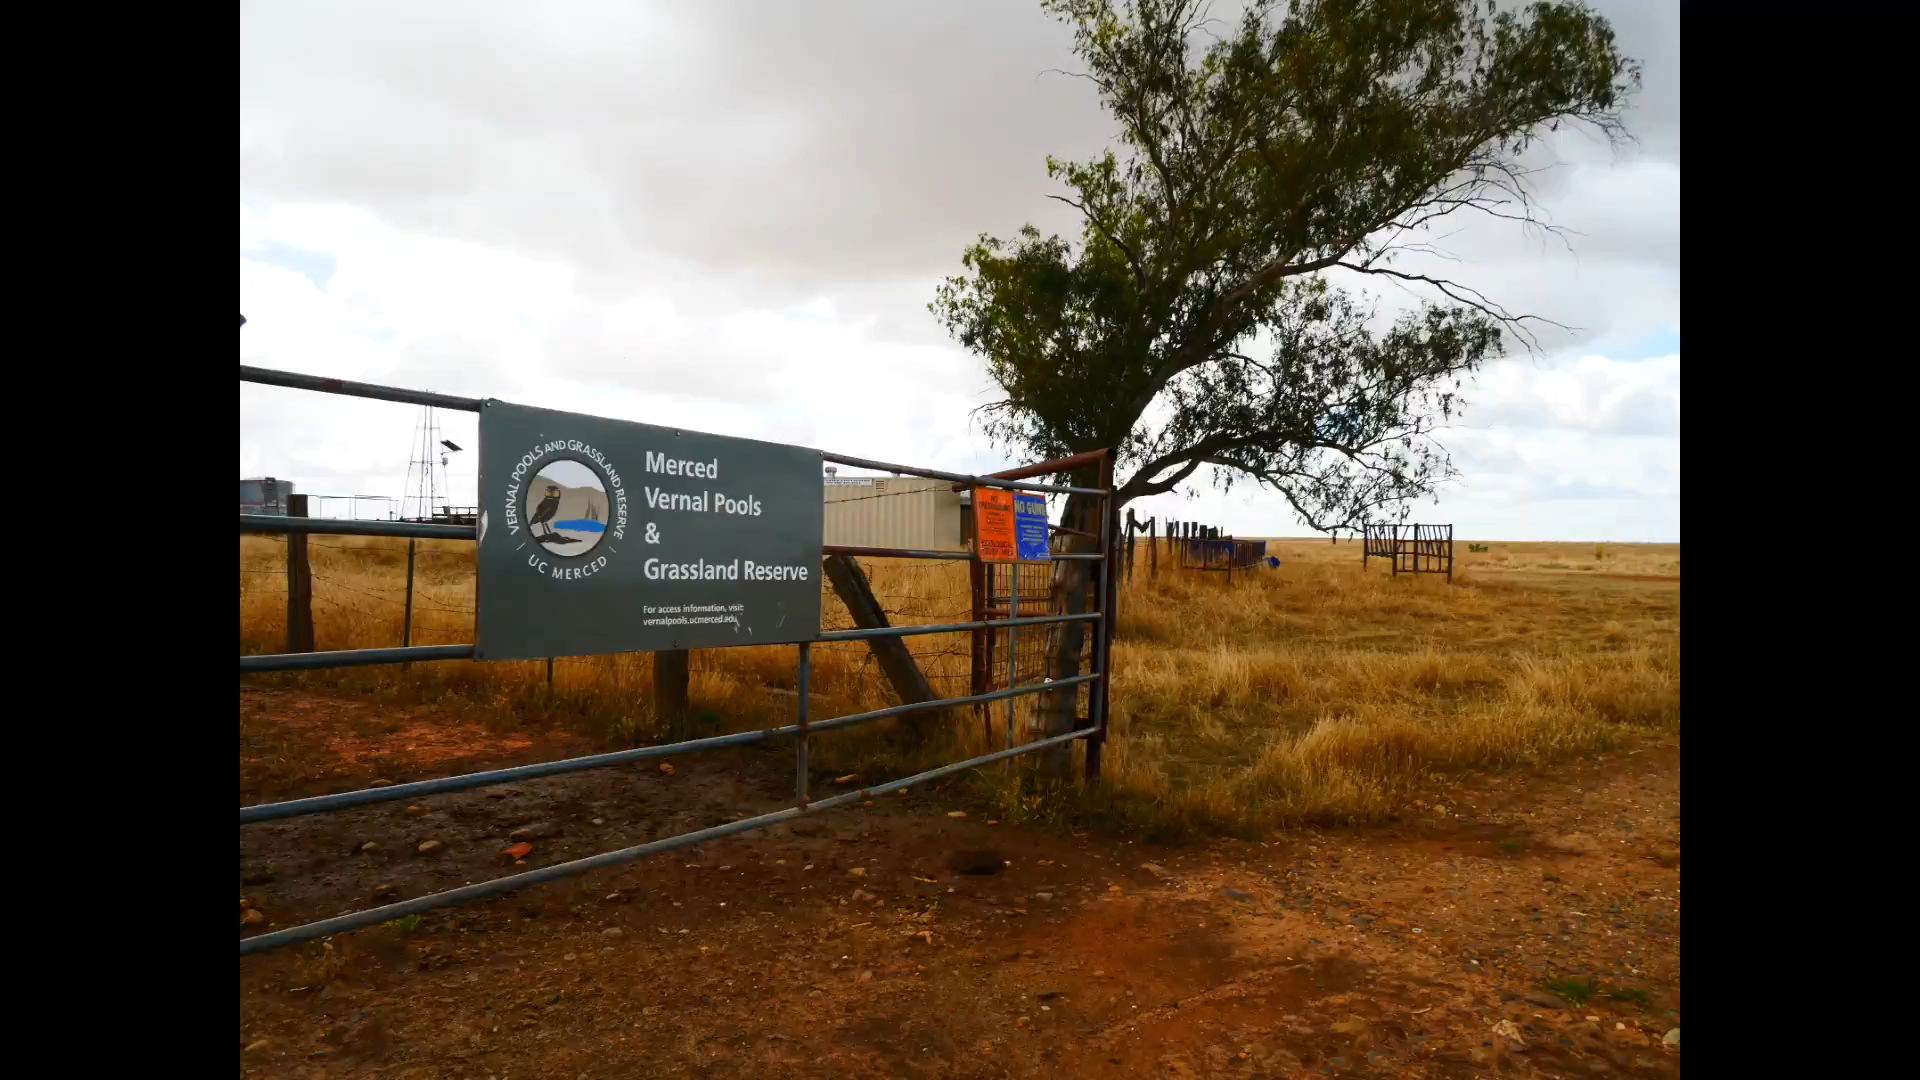 VERNAL POOLS AND GRASSLAND RESERVE
| UC MERCED |
Merced
Vernal Pools
&
Grassland Reserve
For access information, visit:
vernalpools.ucmerced.edu
NO
NO GUNS